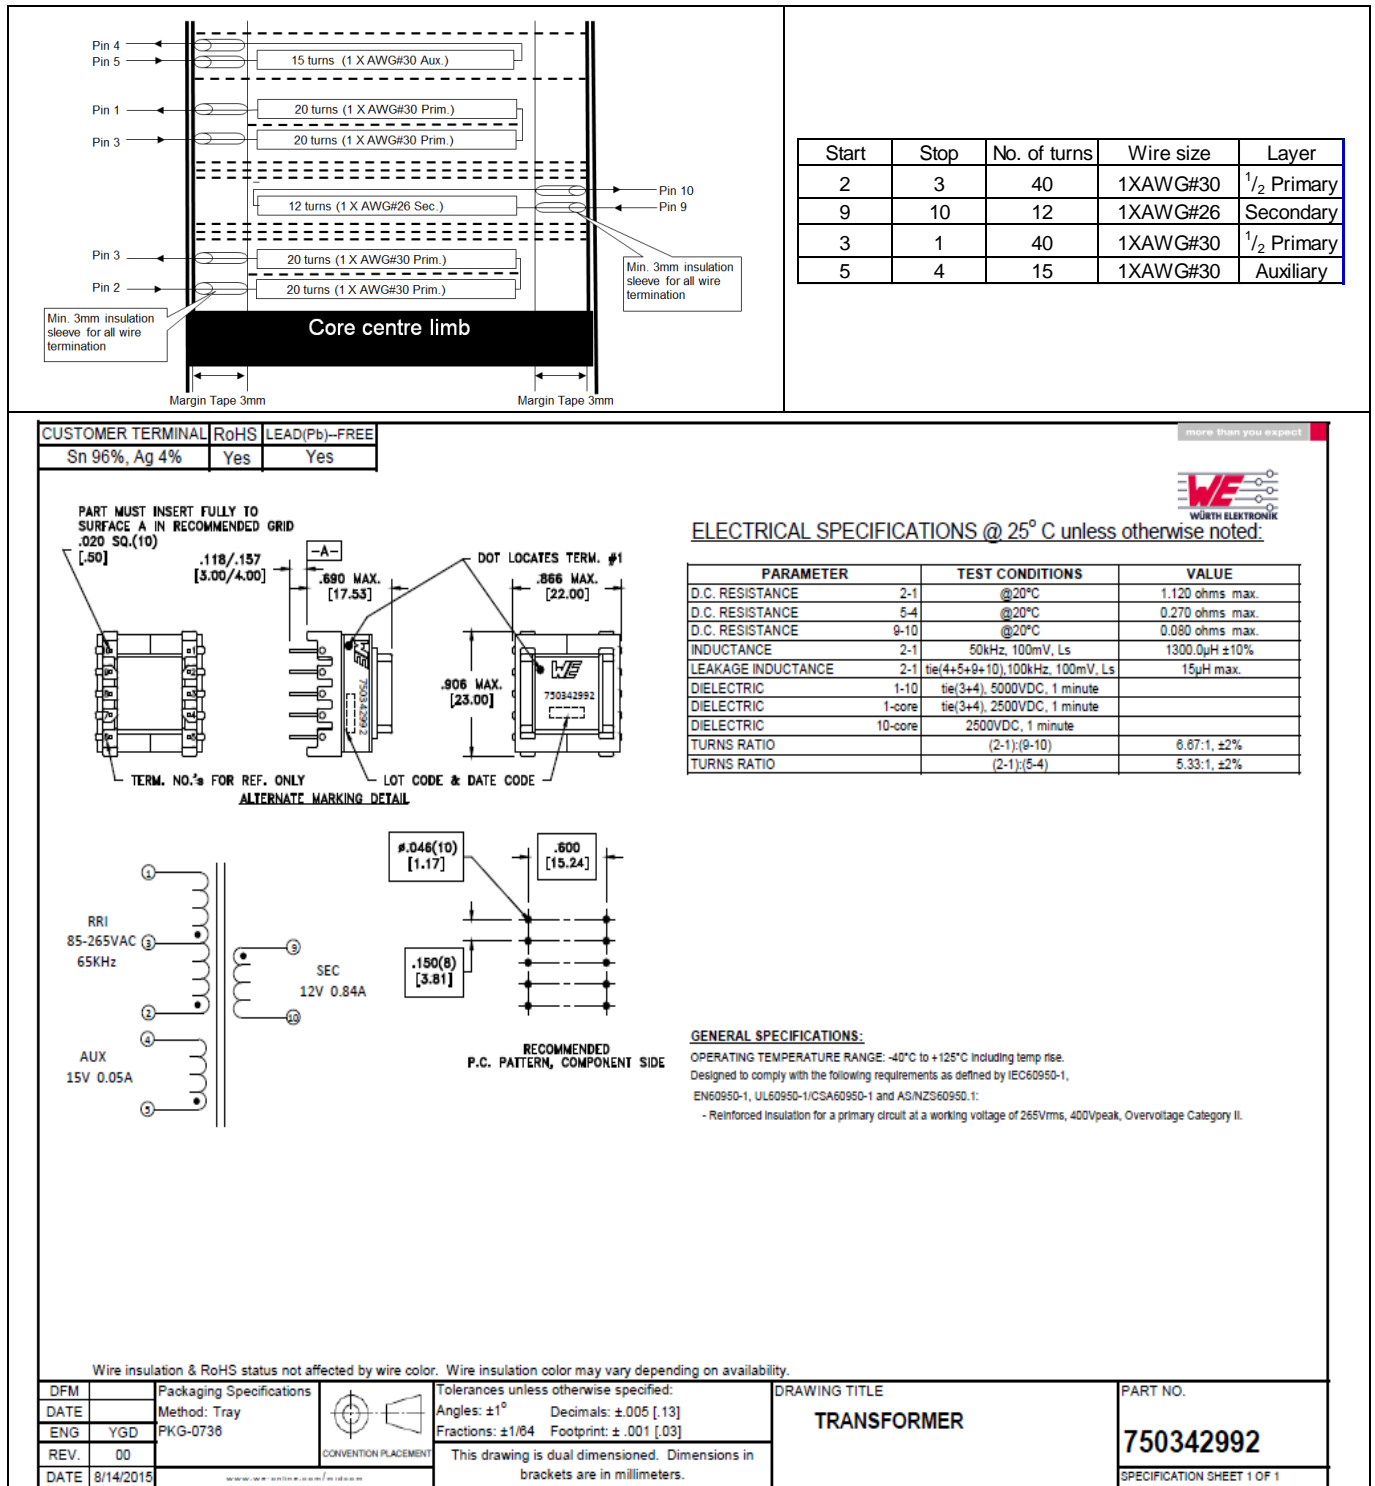 Pin 4
Pin 5
15 turns (1 X AWG#30 Aux.)
Pin 1
20 turns (1 X AWG#30 Prim.)
Pin 3
20 turns (1 X AWG#30 Prim.)
Pin 10
12 turns (1 X AWG#26 Sec.)
Pin 9
Pin 3
20 turns (1 X AWG#30 Prim.)
Pin 2
20 turns (1 X AWG#30 Prim.)
Min. 3mm insulation
sleeve for all wire
termination
Min. 3mm insulation
sleeve for all wire
termination
Core centre limb
Margin Tape 3mm
Margin Tape 3mm
Start Stop No. of turns Wire size Layer
2 3 40 1XAWG#30 1/2 Primary
9 10 12 1XAWG#26 Secondary
3 1 40 1XAWG#30 1/2 Primary
5 4 15 1XAWG#30 Auxiliary
CUSTOMER TERMINAL RoHS LEAD(Pb)--FREE
Sn 96%, Ag 4% Yes Yes
more than you expect
WE
WÜRTH ELEKTRONIK
PART MUST INSERT FULLY TO
SURFACE A IN RECOMMENDED GRID
.020 SQ.(10)
[.50]
.118/.157
[3.00/4.00]
-A-
.690 MAX.
[17.53]
DOT LOCATES TERM. #1
.866 MAX.
[22.00]
.906 MAX.
[23.00]
WE
750342992
WE
750342992
TERM. NO.'s FOR REF. ONLY
LOT CODE & DATE CODE
ALTERNATE MARKING DETAIL
ELECTRICAL SPECIFICATIONS @ 25° C unless otherwise noted:
PARAMETER TEST CONDITIONS VALUE
D.C. RESISTANCE 2-1 @20°C 1.120 ohms max.
D.C. RESISTANCE 5-4 @20°C 0.270 ohms max.
D.C. RESISTANCE 9-10 @20°C 0.080 ohms max.
INDUCTANCE 2-1 50kHz, 100mV, Ls 1300.0µH ±10%
LEAKAGE INDUCTANCE 2-1 tie(4+5+9+10),100kHz, 100mV, Ls 15µH max.
DIELECTRIC 1-10 tie(3+4), 5000VDC, 1 minute
DIELECTRIC 1-core tie(3+4), 2500VDC, 1 minute
DIELECTRIC 10-core 2500VDC, 1 minute
TURNS RATIO (2-1):(9-10) 6.67:1, ±2%
TURNS RATIO (2-1):(5-4) 5.33:1, ±2%
1
RRI
85-265VAC 3
65KHz
2
4
AUX
15V 0.05A
5
9
SEC
12V 0.84A
10
ø.046(10)
[1.17]
.600
[15.24]
.150(8)
[3.81]
RECOMMENDED
P.C. PATTERN, COMPONENT SIDE
GENERAL SPECIFICATIONS:
OPERATING TEMPERATURE RANGE: -40°C to +125°C including temp rise.
Designed to comply with the following requirements as defined by IEC60950-1,
EN60950-1, UL60950-1/CSA60950-1 and AS/NZS60950.1:
- Reinforced insulation for a primary circuit at a working voltage of 265Vrms, 400Vpeak, Overvoltage Category II.
Wire insulation & RoHS status not affected by wire color. Wire insulation color may vary depending on availability.
DFM
DATE
ENG YGD
REV. 00
DATE 8/14/2015
Packaging Specifications
Method: Tray
PKG-0736
www.we-online.com/midcom
CONVENTION PLACEMENT
Tolerances unless otherwise specified:
Angles: ±1° Decimals: ±.005 [.13]
Fractions: ±1/64 Footprint: ± .001 [.03]
This drawing is dual dimensioned. Dimensions in
brackets are in millimeters.
DRAWING TITLE
TRANSFORMER
PART NO.
750342992
SPECIFICATION SHEET 1 OF 1